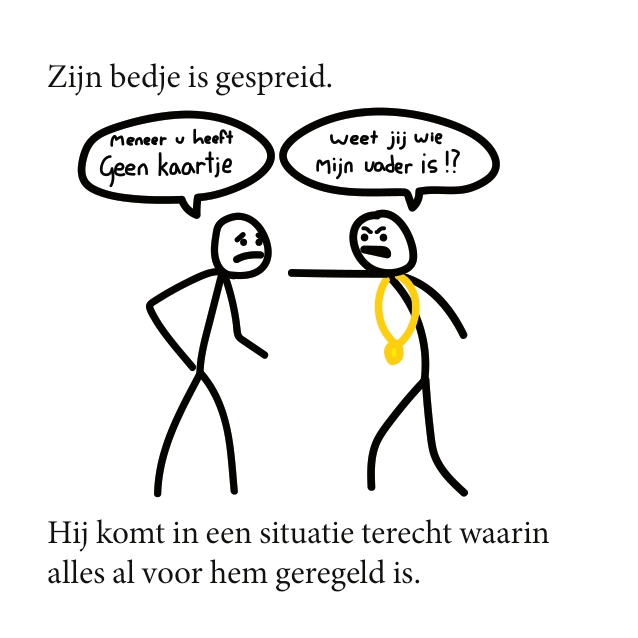 Zijn bedje is gespreid.
Meneer u heeft
Geen kaartje
Weet jij wie
Mijn vader is !?
Hij komt in een situatie terecht waarin
alles al voor hem geregeld is.